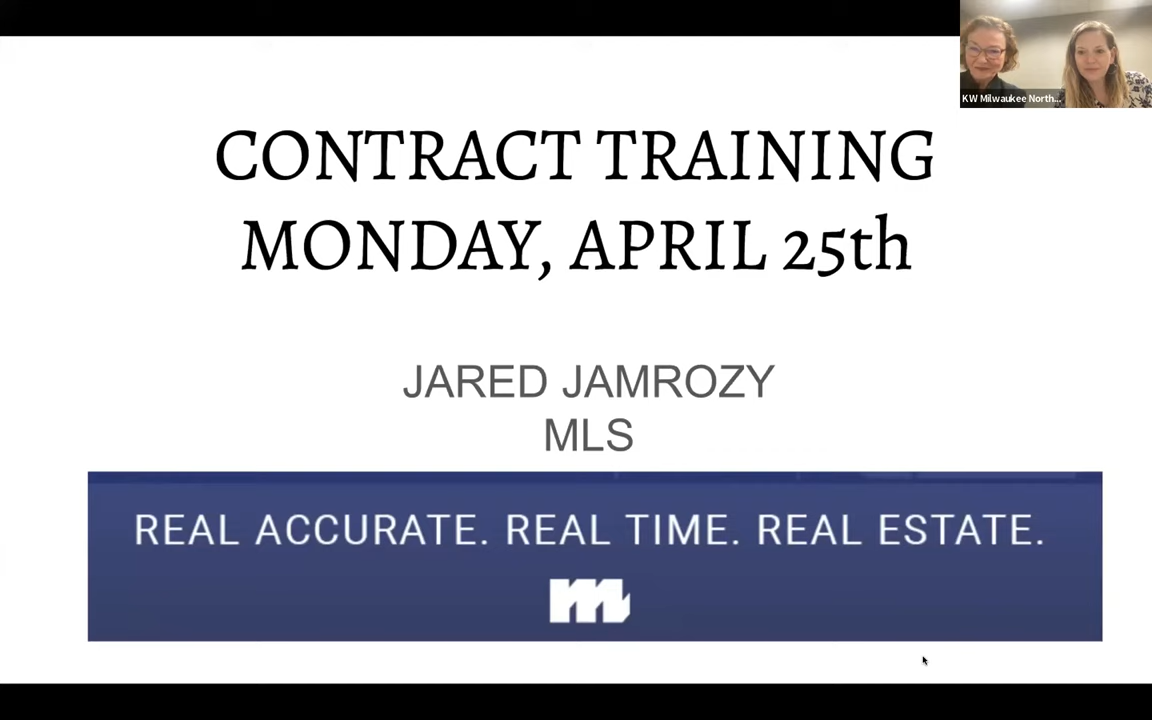 KW Milwaukee North...
CONTRACT TRAINING
MONDAY, APRIL 25th
JARED JAMROZY
MLS
REAL ACCURATE. REAL TIME. REAL ESTATE.
m